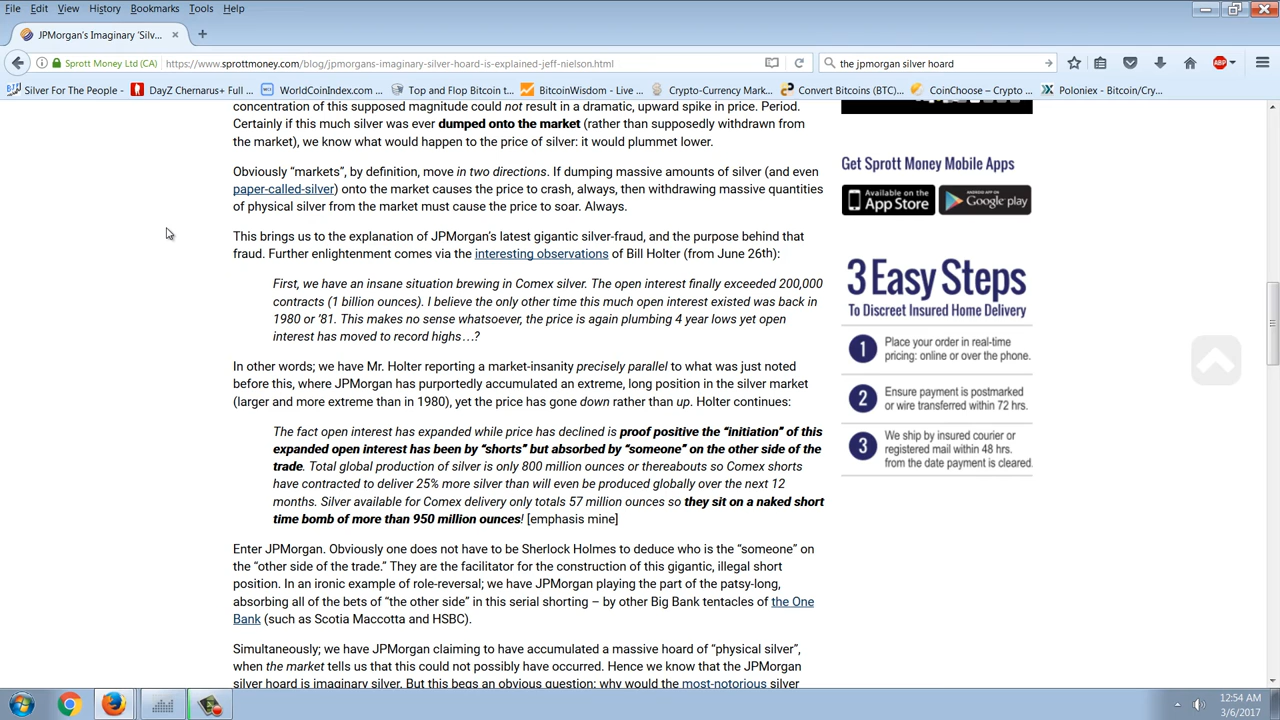 File Edit View History Bookmarks Tools Help
JPMorgan's Imaginary 'Silv...
Sprott Money Ltd (CA) https://www.sprottmoney.com/blog/jpmorgans-imaginary-silver-hoard-is-explained-jeff-nielson.html
the jpmorgan silver hoard
ABP
Silver For The People - DayZ Chernarus+ Full ... WorldCoinIndex.com ... Top and Flop Bitcoin t... BitcoinWisdom - Live ... Crypto-Currency Mark... Convert Bitcoins (BTC)... CoinChoose – Crypto ... Poloniex - Bitcoin/Cry...
concentration of this supposed magnitude could not result in a dramatic, upward spike in price. Period.
Certainly if this much silver was ever dumped onto the market (rather than supposedly withdrawn from
the market), we know what would happen to the price of silver: it would plummet lower.
Obviously “markets”, by definition, move in two directions. If dumping massive amounts of silver (and even
paper-called-silver) onto the market causes the price to crash, always, then withdrawing massive quantities
of physical silver from the market must cause the price to soar. Always.
This brings us to the explanation of JPMorgan's latest gigantic silver-fraud, and the purpose behind that
fraud. Further enlightenment comes via the interesting observations of Bill Holter (from June 26th):
First, we have an insane situation brewing in Comex silver. The open interest finally exceeded 200,000
contracts (1 billion ounces). I believe the only other time this much open interest existed was back in
1980 or '81. This makes no sense whatsoever, the price is again plumbing 4 year lows yet open
interest has moved to record highs…?
In other words; we have Mr. Holter reporting a market-insanity precisely parallel to what was just noted
before this, where JPMorgan has purportedly accumulated an extreme, long position in the silver market
(larger and more extreme than in 1980), yet the price has gone down rather than up. Holter continues:
The fact open interest has expanded while price has declined is proof positive the “initiation” of this
expanded open interest has been by “shorts” but absorbed by “someone” on the other side of the
trade. Total global production of silver is only 800 million ounces or thereabouts so Comex shorts
have contracted to deliver 25% more silver than will even be produced globally over the next 12
months. Silver available for Comex delivery only totals 57 million ounces so they sit on a naked short
time bomb of more than 950 million ounces! [emphasis mine]
Enter JPMorgan. Obviously one does not have to be Sherlock Holmes to deduce who is the “someone” on
the “other side of the trade.” They are the facilitator for the construction of this gigantic, illegal short
position. In an ironic example of role-reversal; we have JPMorgan playing the part of the patsy-long,
absorbing all of the bets of “the other side” in this serial shorting – by other Big Bank tentacles of the One
Bank (such as Scotia Maccotta and HSBC).
Simultaneously; we have JPMorgan claiming to have accumulated a massive hoard of “physical silver”,
when the market tells us that this could not possibly have occurred. Hence we know that the JPMorgan
silver hoard is imaginary silver. But this begs an obvious question: why would the most-notorious silver
Get Sprott Money Mobile Apps
Available on the App Store
Google play
3 Easy Steps
To Discreet Insured Home Delivery
1 Place your order in real-time
pricing: online or over the phone.
2 Ensure payment is postmarked
or wire transferred within 72 hrs.
3 We ship by insured courier or
registered mail within 48 hrs.
from the date payment is cleared.
12:54 AM
3/6/2017